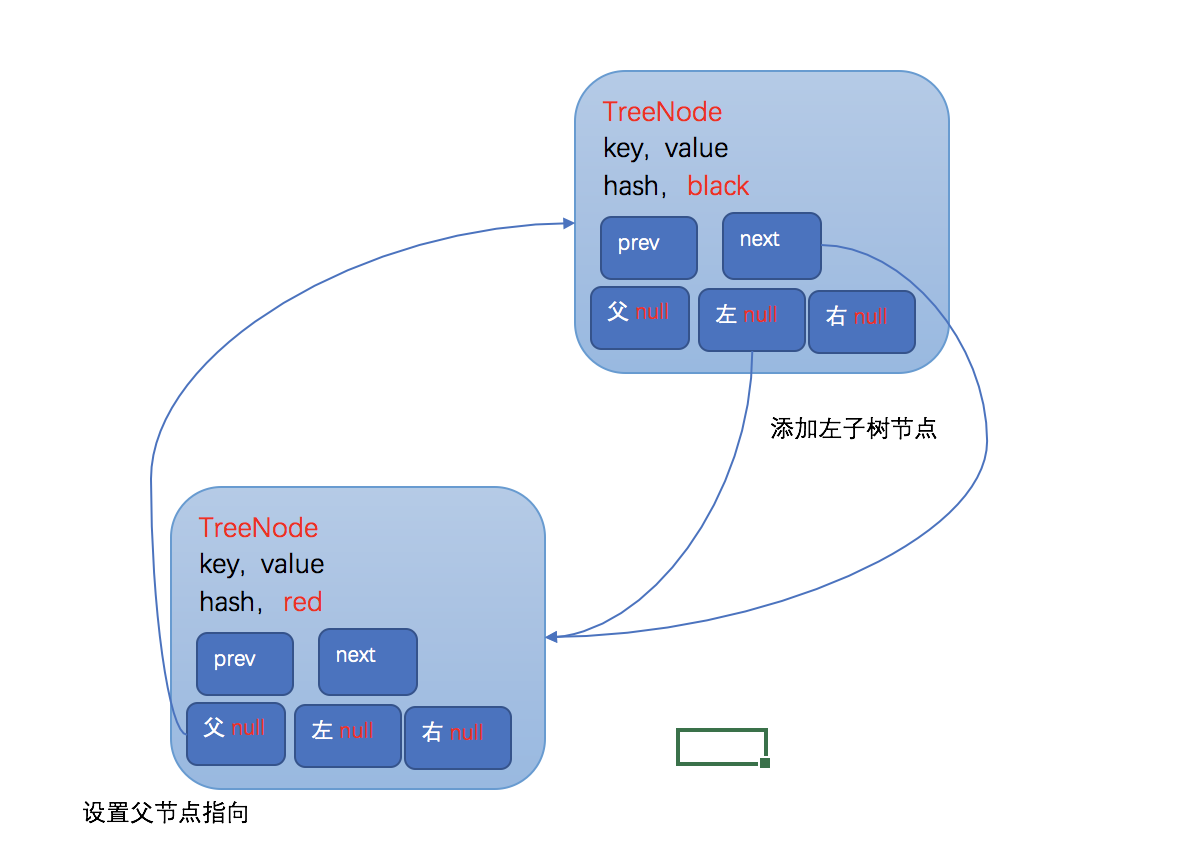 TreeNode
key, value
hash, black
prev
next
父 null
左 null
右 null
添加左子树节点
TreeNode
key, value
hash, red
prev
next
父 null
左 null
右 null
设置父节点指向